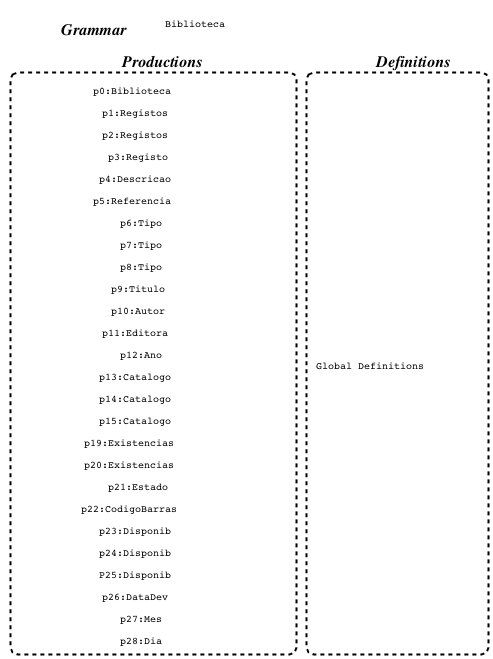 Grammar Biblioteca
Productions
p0:Biblioteca
p1:Registos
p2:Registos
p3:Registo
p4:Descricao
p5:Referencia
p6:Tipo
p7:Tipo
p8:Tipo
p9:Titulo
p10:Autor
p11:Editora
p12:Ano
p13:Catalogo
p14:Catalogo
p15:Catalogo
p19:Existencias
p20:Existencias
p21:Estado
p22:CodigoBarras
p23:Disponib
p24:Disponib
P25:Disponib
p26:DataDev
p27:Mes
p28:Dia
Definitions
Global Definitions